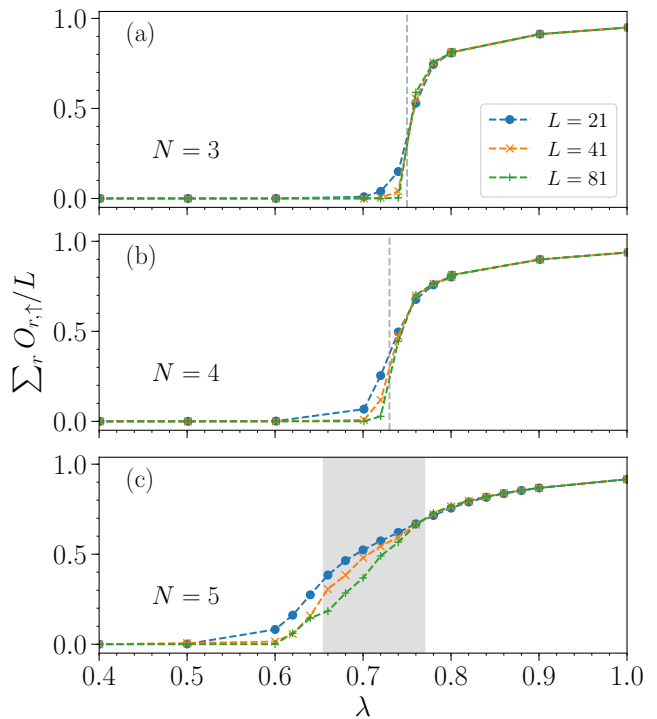 (a)
1.0
0.5
0.0
N = 3
L = 21
L = 41
L = 81
(b)
1.0
0.5
0.0
N = 4
∑_r O_{r,↑}/L
(c)
1.0
0.5
0.0
N = 5
0.4 0.5 0.6 0.7 0.8 0.9 1.0
λ